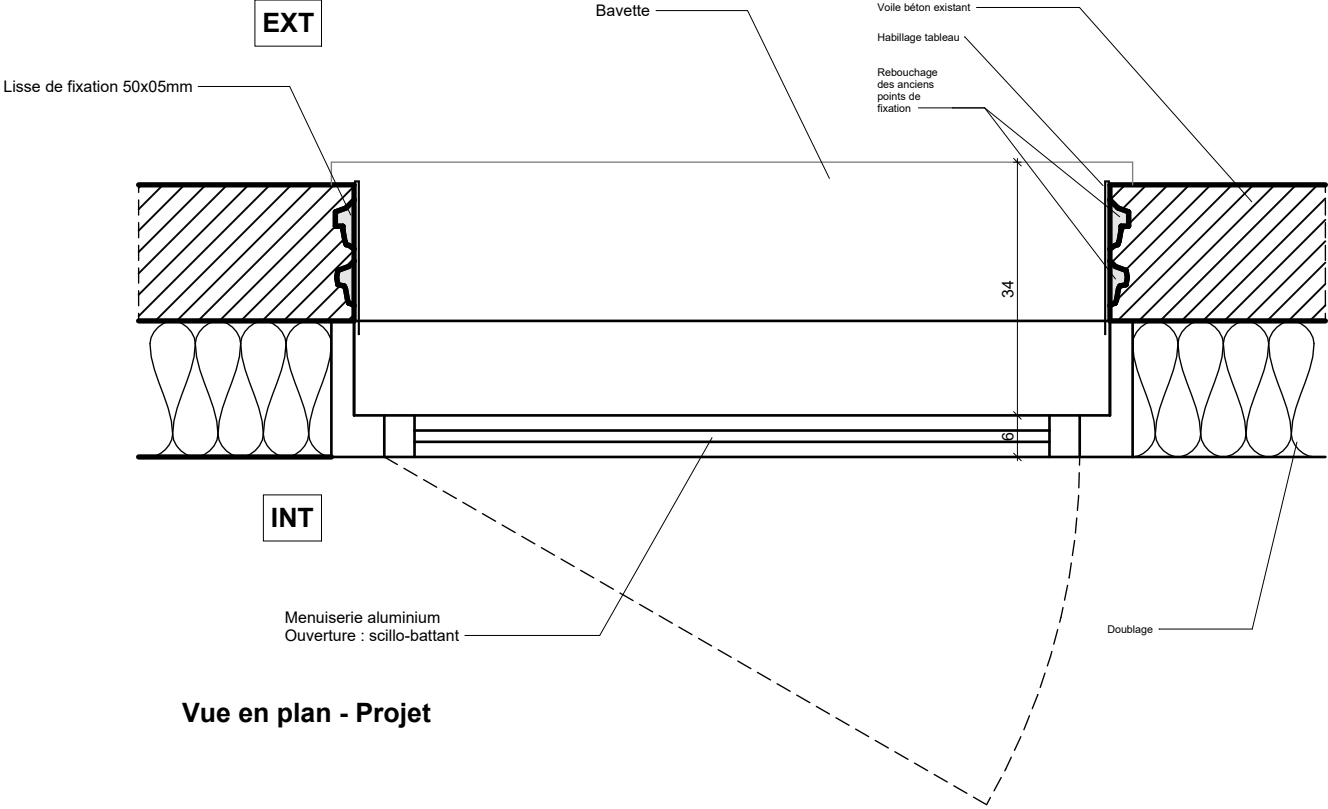 EXT
Bavette
Voile béton existant
Habillage tableau
Lisse de fixation 50x05mm
Rebouchage
des anciens
points de
fixation
34
6
INT
Menuiserie aluminium
Ouverture : scillo-battant
Doublage
Vue en plan - Projet